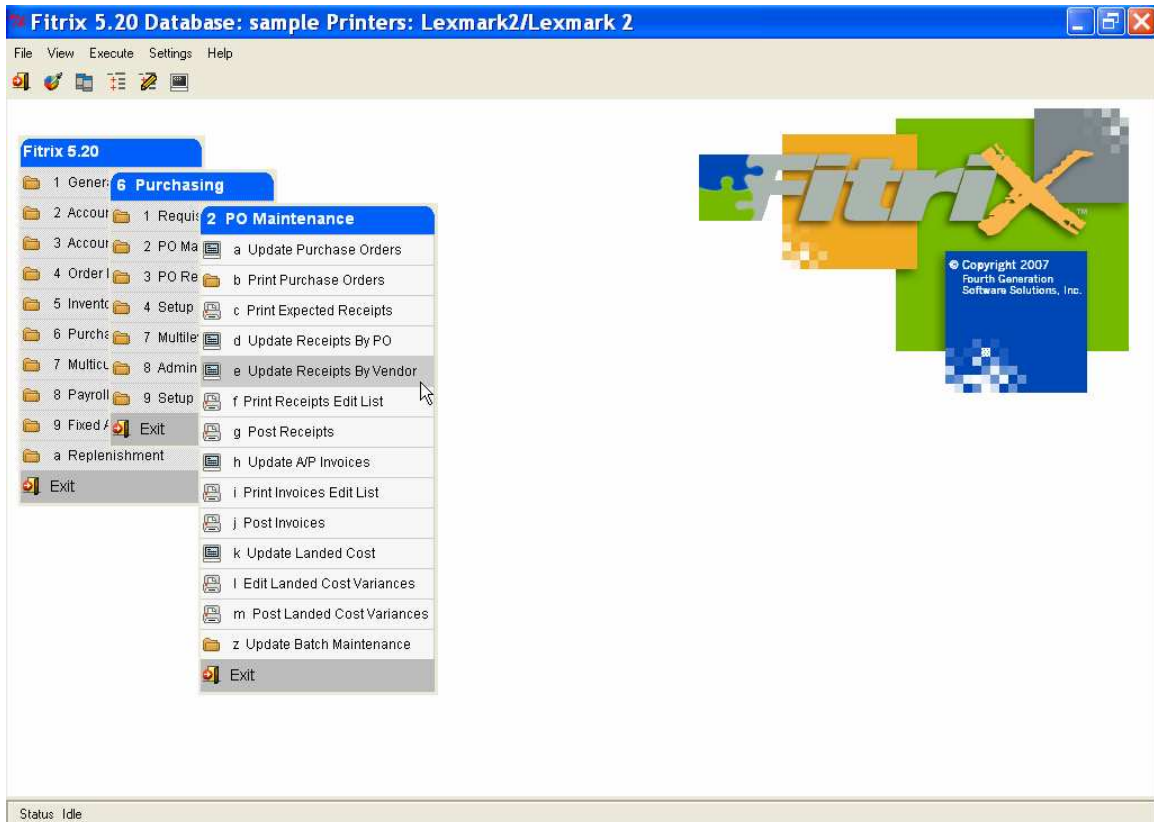 Fitrix 5.20 Database: sample Printers: Lexmark2/Lexmark 2
File View Execute Settings Help
Fitrix 5.20
1 Gener
2 Accour
3 Accour
4 Order
5 Invento
6 Purcha
7 Multicu
8 Payroll
9 Fixed A
a Replenishment
Exit
6 Purchasing
1 Requis
2 PO Ma
3 PO Re
4 Setup
7 Multile
8 Admin
9 Setup
Exit
2 PO Maintenance
a Update Purchase Orders
b Print Purchase Orders
c Print Expected Receipts
d Update Receipts By PO
e Update Receipts By Vendor
f Print Receipts Edit List
g Post Receipts
h Update A/P Invoices
i Print Invoices Edit List
j Post Invoices
k Update Landed Cost
l Edit Landed Cost Variances
m Post Landed Cost Variances
z Update Batch Maintenance
Exit
FitriX
TM
© Copyright 2007
Fourth Generation
Software Solutions, Inc.
Status Idle